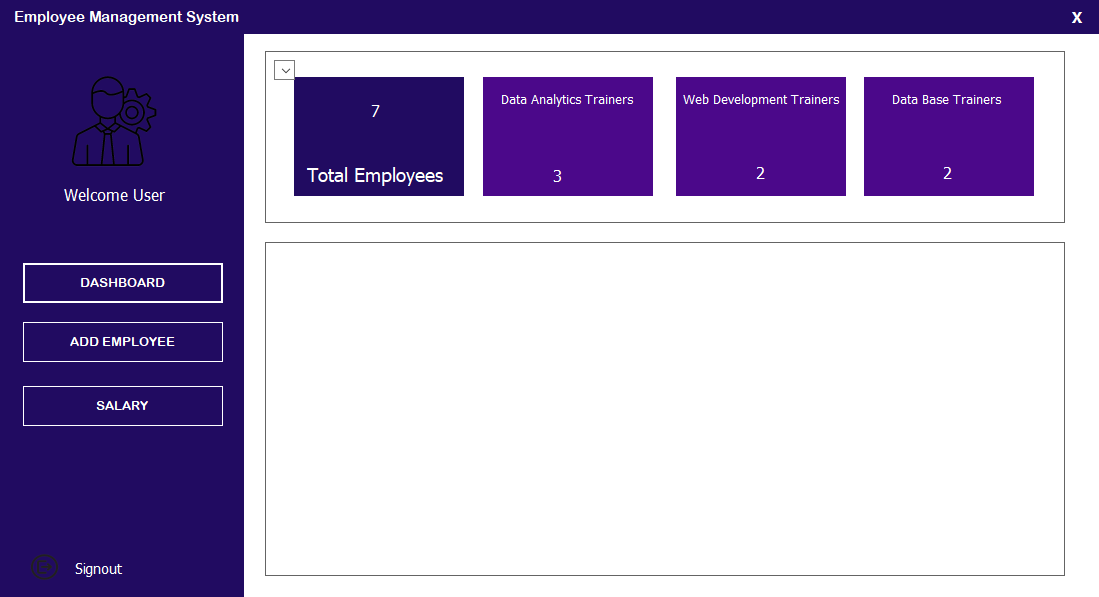 Employee Management System
X
Welcome User
DASHBOARD
ADD EMPLOYEE
SALARY
Signout
7
Total Employees
Data Analytics Trainers
3
Web Development Trainers
2
Data Base Trainers
2